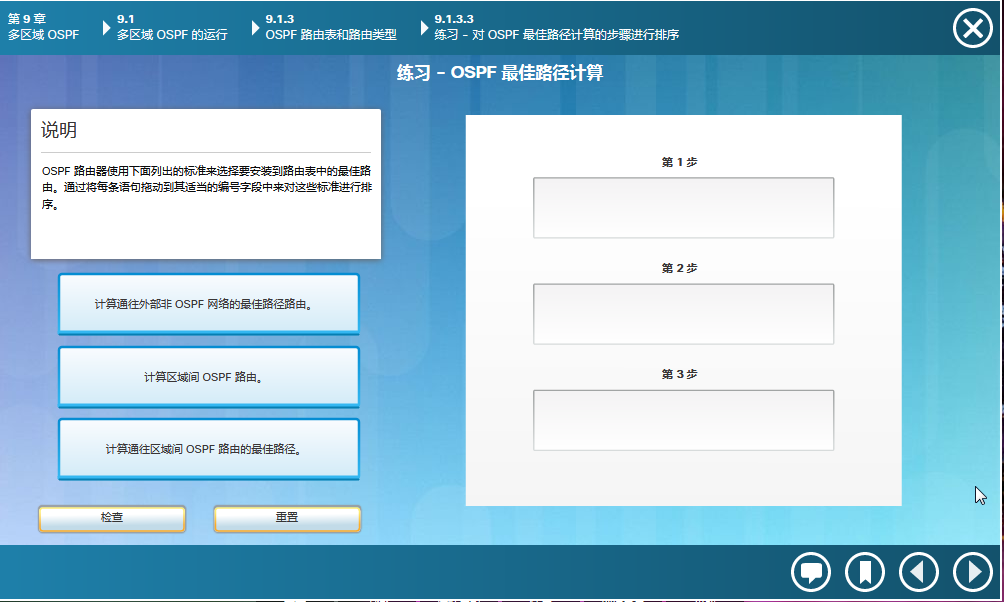 第 9 章
多区域 OSPF
9.1
多区域 OSPF 的运行
9.1.3
OSPF 路由表和路由类型
9.1.3.3
练习 - 对 OSPF 最佳路径计算的步骤进行排序
练习 - OSPF 最佳路径计算
说明
OSPF 路由器使用下面列出的标准来选择要安装到路由表中的最佳路
由。通过将每条语句拖动到其适当的编号字段中来对这些标准进行排
序。
计算通往外部非 OSPF 网络的最佳路径路由。
计算区域间 OSPF 路由。
计算通往区域间 OSPF 路由的最佳路径。
检查
重置
第 1 步
第 2 步
第 3 步